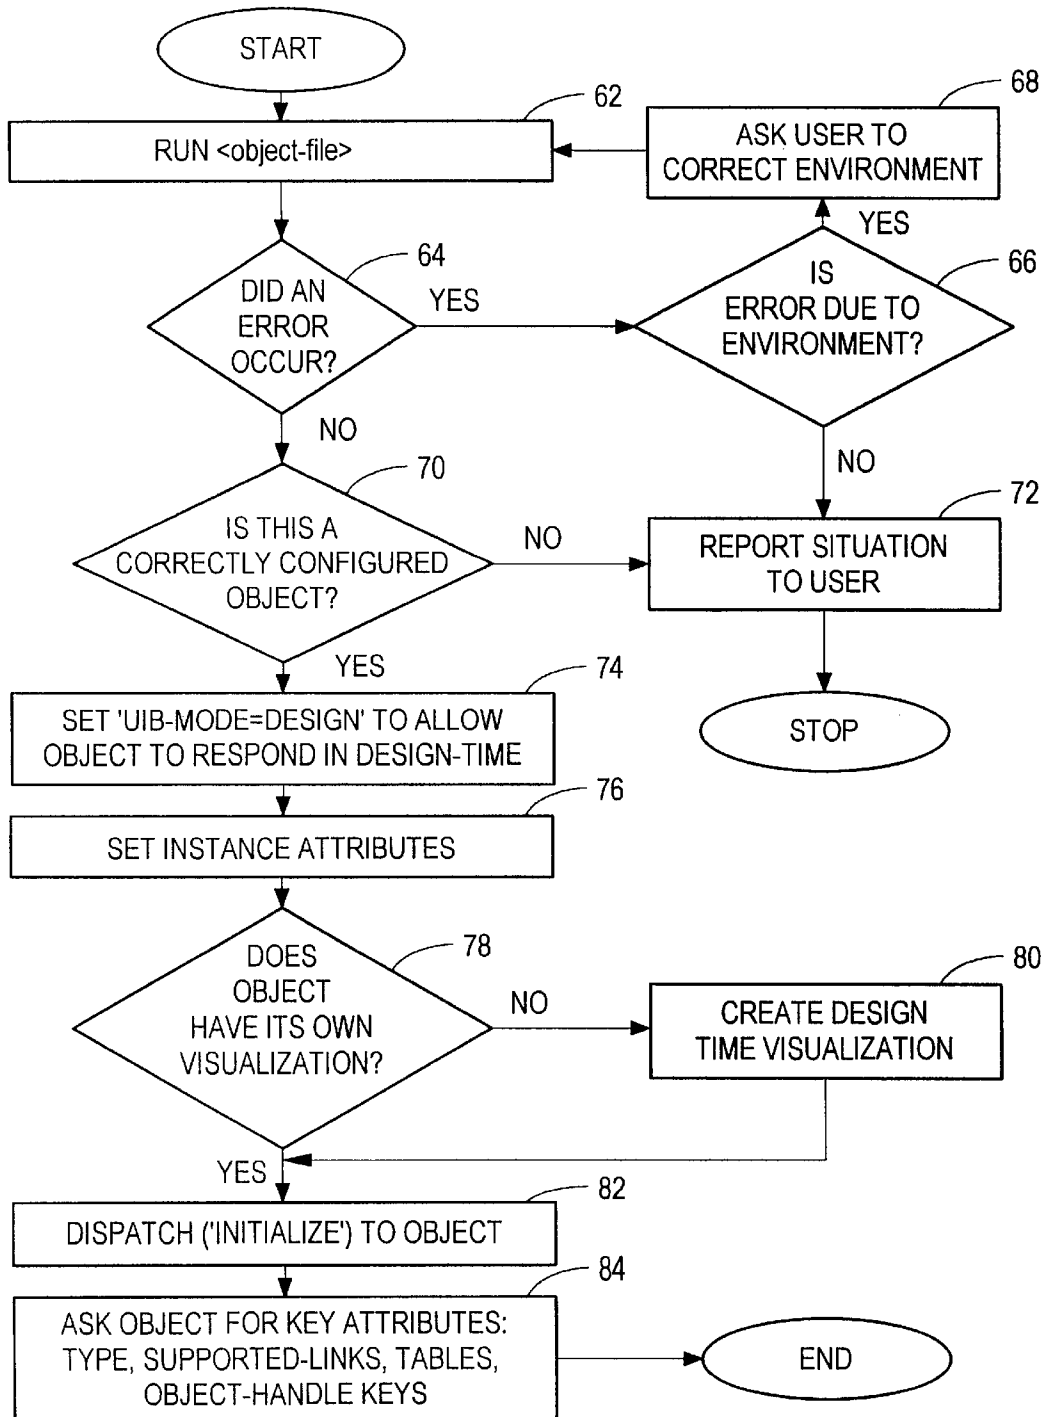 START
62
RUN <object-file>
68
ASK USER TO
CORRECT ENVIRONMENT
YES
64
DID AN
ERROR
OCCUR?
YES
66
IS
ERROR DUE TO
ENVIRONMENT?
NO
NO
70
IS THIS A
CORRECTLY CONFIGURED
OBJECT?
NO
72
REPORT SITUATION
TO USER
YES
STOP
74
SET 'UIB-MODE=DESIGN' TO ALLOW
OBJECT TO RESPOND IN DESIGN-TIME
76
SET INSTANCE ATTRIBUTES
78
DOES
OBJECT
HAVE ITS OWN
VISUALIZATION?
NO
80
CREATE DESIGN
TIME VISUALIZATION
YES
82
DISPATCH ('INITIALIZE') TO OBJECT
84
ASK OBJECT FOR KEY ATTRIBUTES:
TYPE, SUPPORTED-LINKS, TABLES,
OBJECT-HANDLE KEYS
END